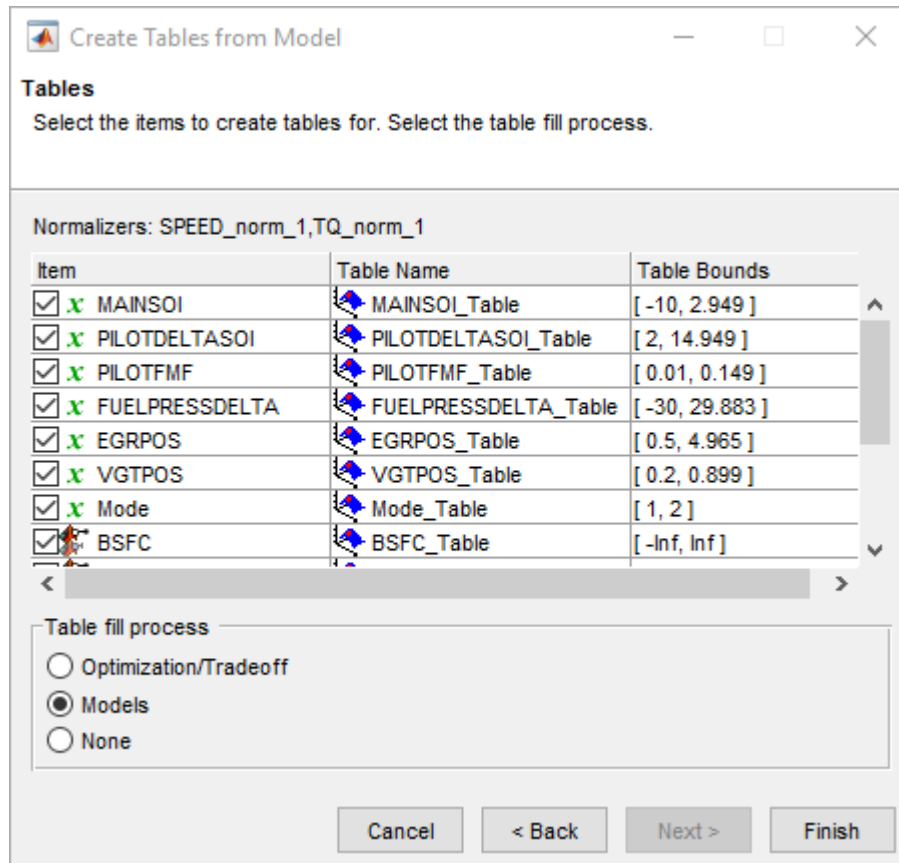 Create Tables from Model
Tables
Select the items to create tables for. Select the table fill process.
Normalizers: SPEED_norm_1,TQ_norm_1
Item Table Name Table Bounds
x MAINSOI MAINSOI_Table [ -10, 2.949 ]
x PILOTDELTASOI PILOTDELTASOI_Table [ 2, 14.949 ]
x PILOTFMF PILOTFMF_Table [ 0.01, 0.149 ]
x FUELPRESSDELTA FUELPRESSDELTA_Table [ -30, 29.883 ]
x EGRPOS EGRPOS_Table [ 0.5, 4.965 ]
x VGTPOS VGTPOS_Table [ 0.2, 0.899 ]
x Mode Mode_Table [ 1, 2 ]
BSFC BSFC_Table [ -Inf, Inf ]
Table fill process
Optimization/Tradeoff
Models
None
Cancel < Back Next > Finish